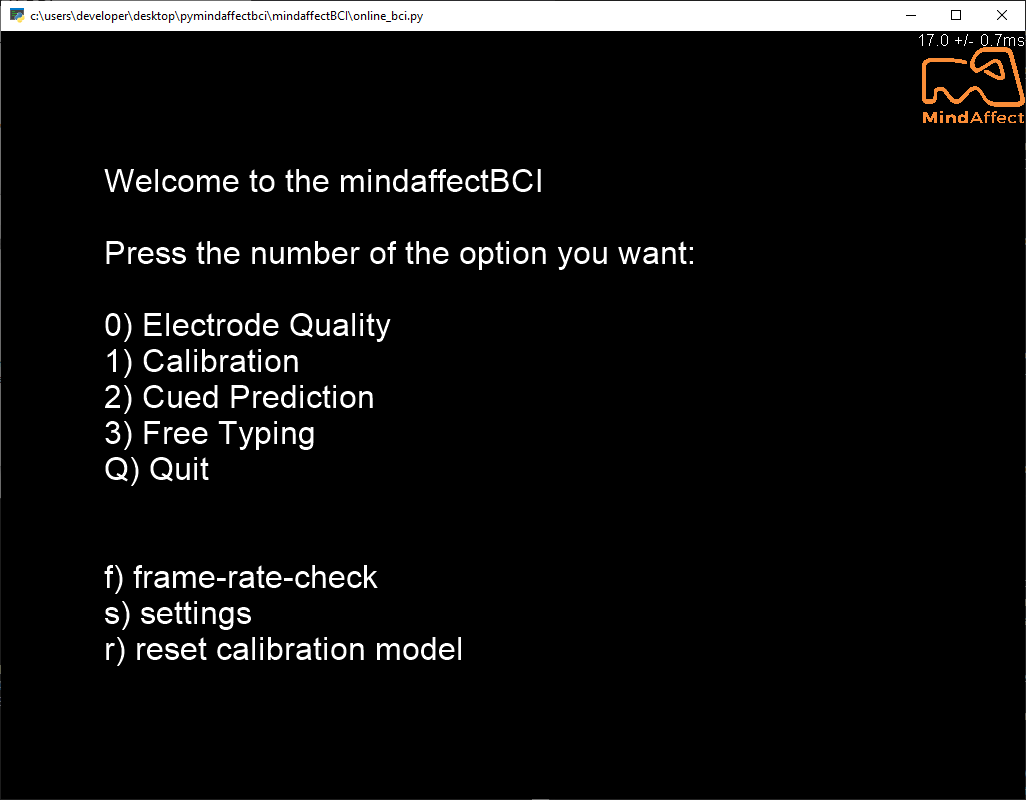 c:\users\developer\desktop\pymindaffectbci\mindaffectBCI\online_bci.py
17.0 +/- 0.7ms
MindAffect
Welcome to the mindaffectBCI
Press the number of the option you want:
0) Electrode Quality
1) Calibration
2) Cued Prediction
3) Free Typing
Q) Quit
f) frame-rate-check
s) settings
r) reset calibration model